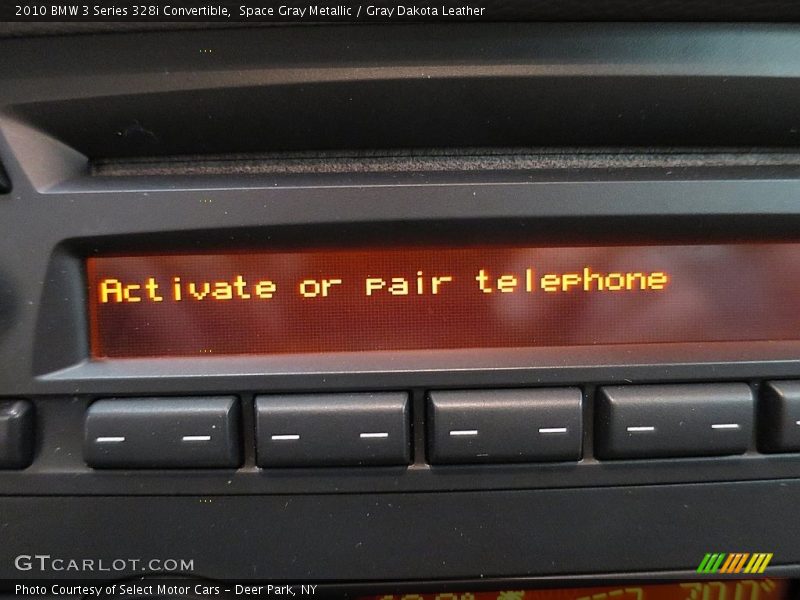 2010 BMW 3 Series 328i Convertible,  Space Gray Metallic / Gray Dakota Leather
Activate or pair telephone
GTcarlot.com
Photo Courtesy of Select Motor Cars – Deer Park, NY